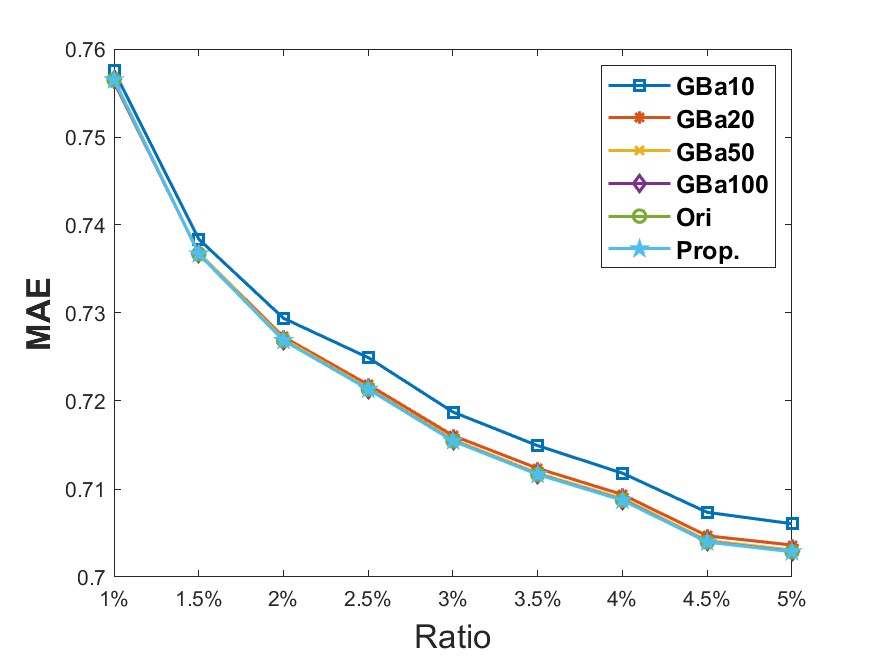 0.76
0.75
0.74
0.73
0.72
0.71
0.7
MAE
GBa10
GBa20
GBa50
GBa100
Ori
Prop.
1% 1.5% 2% 2.5% 3% 3.5% 4% 4.5% 5%
Ratio